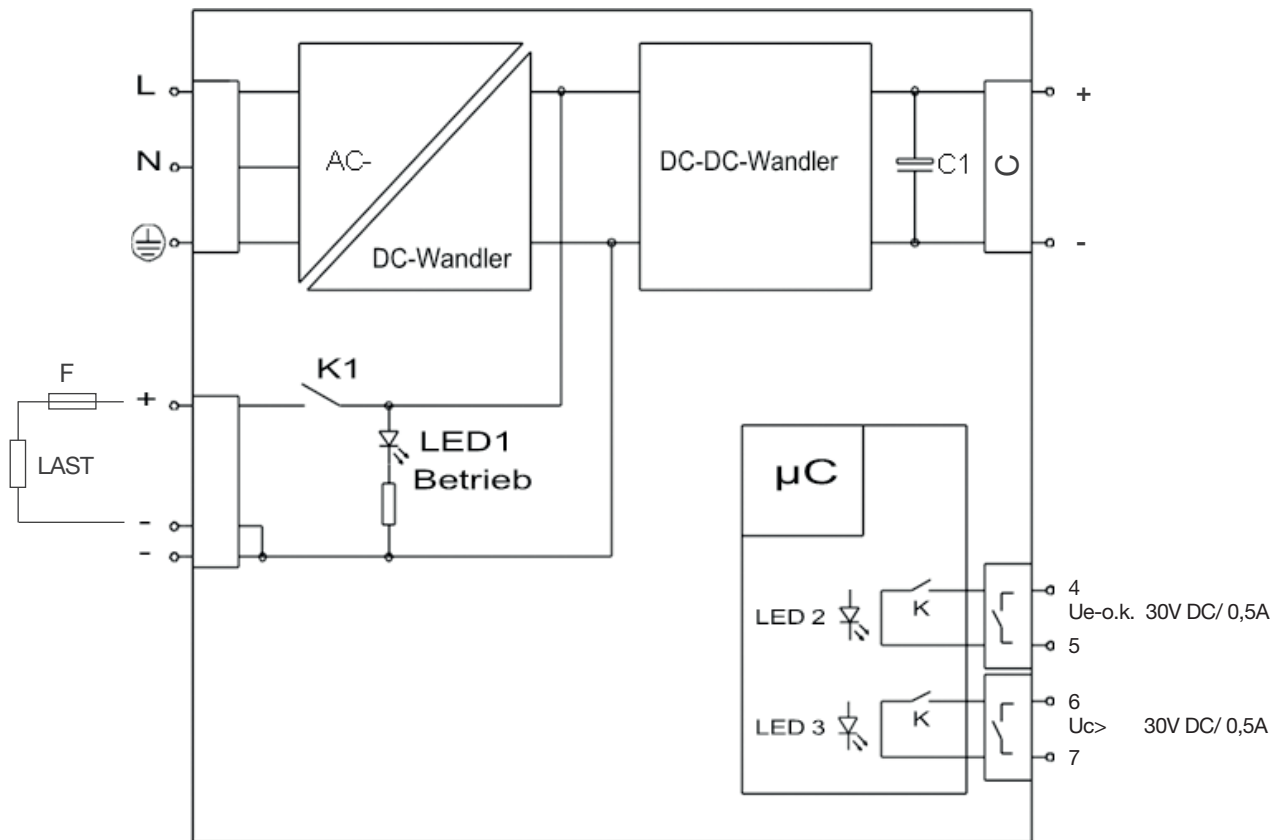 L
N
AC-
DC-Wandler
DC-DC-Wandler
C1
C
+
-
F
LAST
+
-
-
K1
LED1
Betrieb
µC
LED 2
K
4
Ue-o.k. 30V DC/ 0,5A
5
LED 3
K
6
Uc> 30V DC/ 0,5A
7